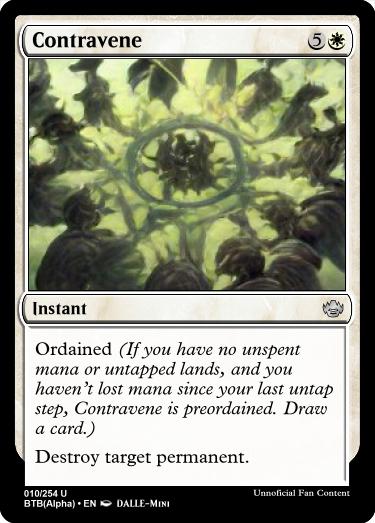 Contravene 5
Instant
Ordained (If you have no unspent
mana or untapped lands, and you
haven't lost mana since your last untap
step, Contravene is preordained. Draw
a card.)
Destroy target permanent.
010/254 U
BTB(Alpha) • EN DALLE-Mini
Unnoficial Fan Content